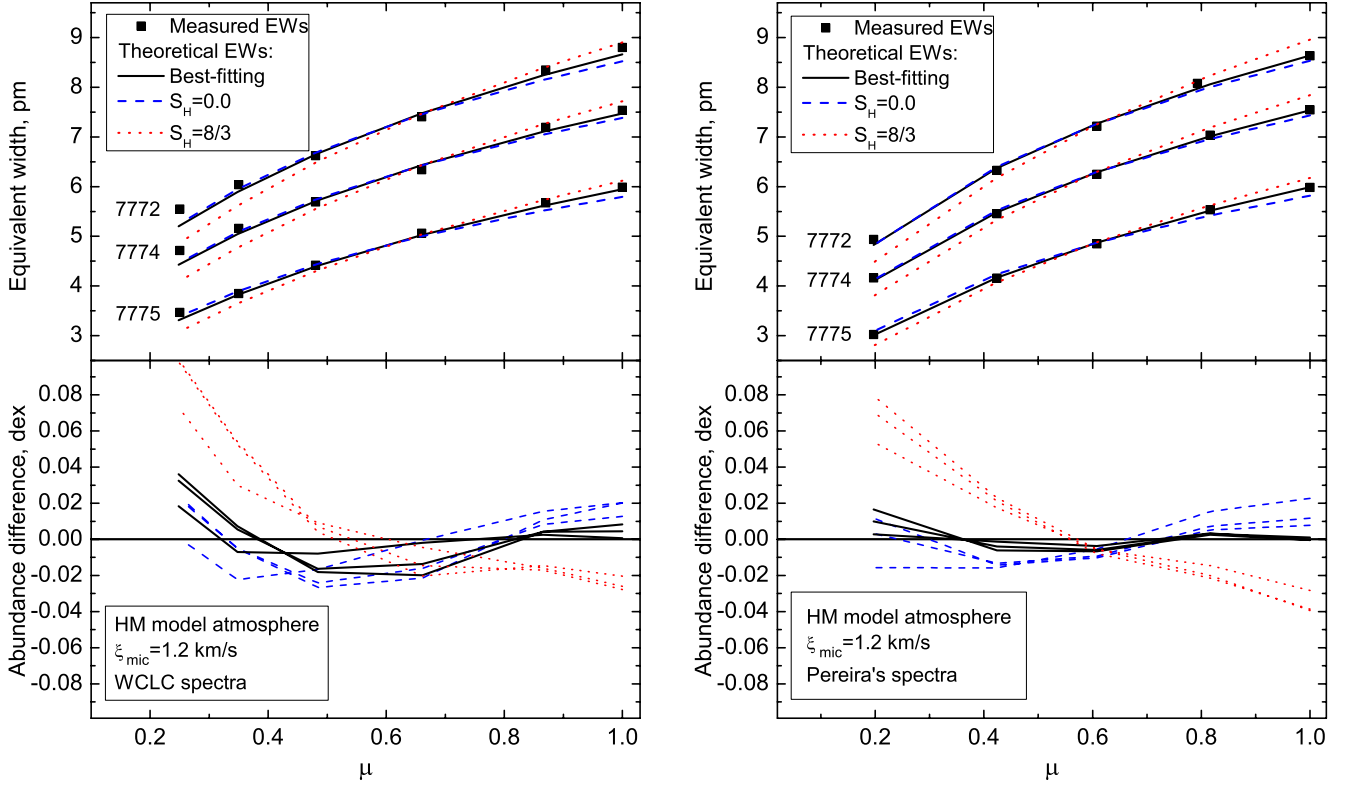 Measured EWs
Theoretical EWs:
Best-fitting
S_H=0.0
S_H=8/3
9
8
7
6
5
4
3
Equivalent width, pm
7772
7774
7775
0.08
0.06
0.04
0.02
0.00
-0.02
-0.04
-0.06
-0.08
Abundance difference, dex
HM model atmosphere
ξ_mic=1.2 km/s
WCLC spectra
0.2 0.4 0.6 0.8 1.0
μ
Measured EWs
Theoretical EWs:
Best-fitting
S_H=0.0
S_H=8/3
9
8
7
6
5
4
3
Equivalent width, pm
7772
7774
7775
0.08
0.06
0.04
0.02
0.00
-0.02
-0.04
-0.06
-0.08
Abundance difference, dex
HM model atmosphere
ξ_mic=1.2 km/s
Pereira's spectra
0.2 0.4 0.6 0.8 1.0
μ